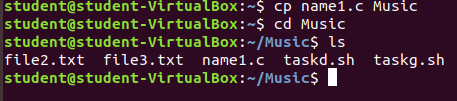 student@student-VirtualBox:~$ cp name1.c Music
student@student-VirtualBox:~$ cd Music
student@student-VirtualBox:~/Music$ ls
file2.txt  file3.txt  name1.c  taskd.sh  taskg.sh
student@student-VirtualBox:~/Music$